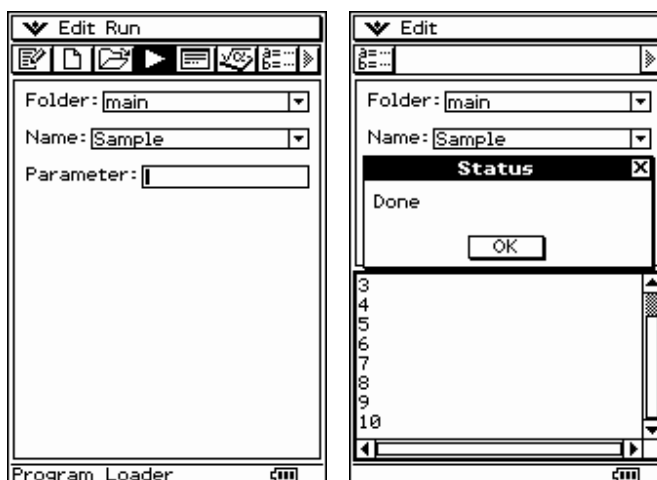 Edit Run
Folder: main
Name: Sample
Parameter:
Program Loader
Edit
Folder: main
Name: Sample
Status
Done
OK
3
4
5
6
7
8
9
10